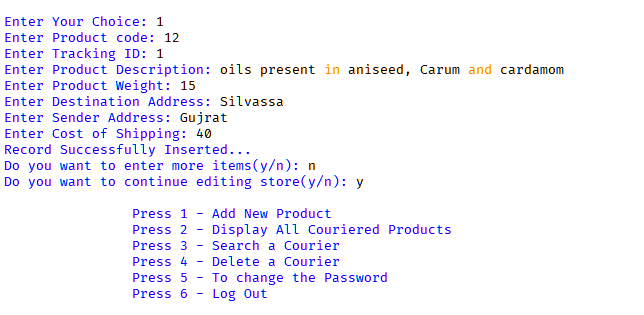 Enter Your Choice: 1
Enter Product code: 12
Enter Tracking ID: 1
Enter Product Description: oils present in aniseed, Carum and cardamom
Enter Product Weight: 15
Enter Destination Address: Silvassa
Enter Sender Address: Gujrat
Enter Cost of Shipping: 40
Record Successfully Inserted...
Do you want to enter more items(y/n): n
Do you want to continue editing store(y/n): y
Press 1 - Add New Product
Press 2 - Display All Couriered Products
Press 3 - Search a Courier
Press 4 - Delete a Courier
Press 5 - To change the Password
Press 6 - Log Out